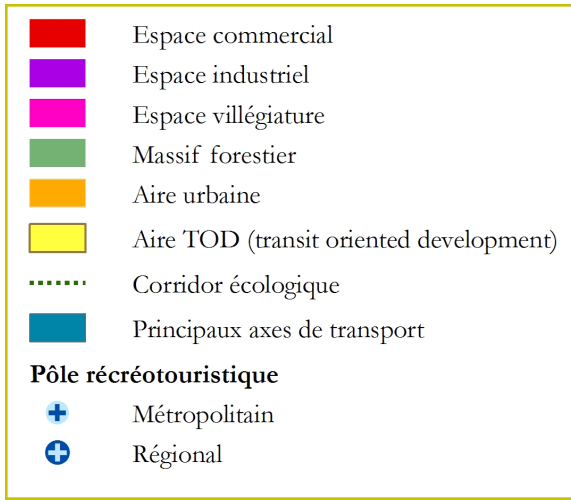 Espace commercial
Espace industriel
Espace villégiature
Massif forestier
Aire urbaine
Aire TOD (transit oriented development)
Corridor écologique
Principaux axes de transport
Pôle récréotouristique
Métropolitain
Régional